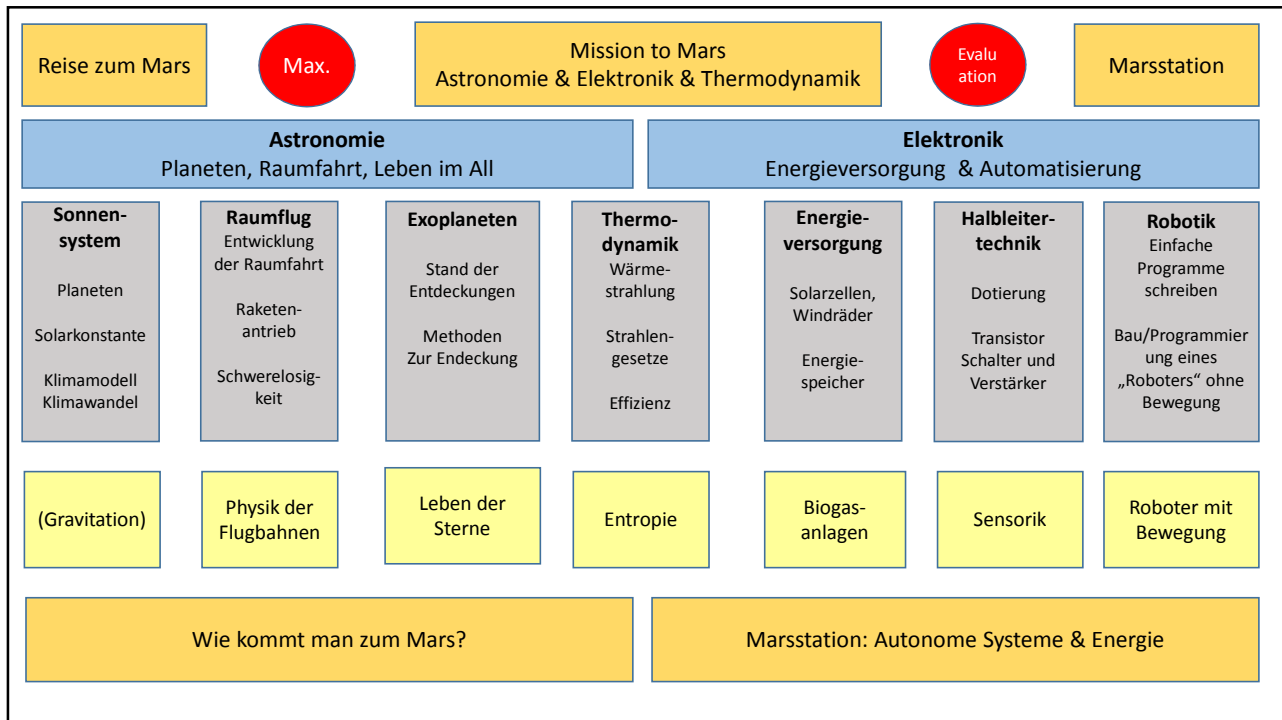 Reise zum Mars
Max.
Mission to Mars
Astronomie & Elektronik & Thermodynamik
Evalu
ation
Marsstation
Astronomie
Planeten, Raumfahrt, Leben im All
Elektronik
Energieversorgung & Automatisierung
Sonnen-
system
Planeten
Solarkonstante
Klimamodell
Klimawandel
Raumflug
Entwicklung
der Raumfahrt
Raketen-
antrieb
Schwerelosig-
keit
Exoplaneten
Stand der
Entdeckungen
Methoden
Zur Endeckung
Thermo-
dynamik
Wärme-
strahlung
Strahlen-
gesetze
Effizienz
Energie-
versorgung
Solarzellen,
Windräder
Energie-
speicher
Halbleiter-
technik
Dotierung
Transistor
Schalter und
Verstärker
Robotik
Einfache
Programme
schreiben
Bau/Programmier
ung eines
„Roboters“ ohne
Bewegung
(Gravitation)
Physik der
Flugbahnen
Leben der
Sterne
Entropie
Biogas-
anlagen
Sensorik
Roboter mit
Bewegung
Wie kommt man zum Mars?
Marsstation: Autonome Systeme & Energie